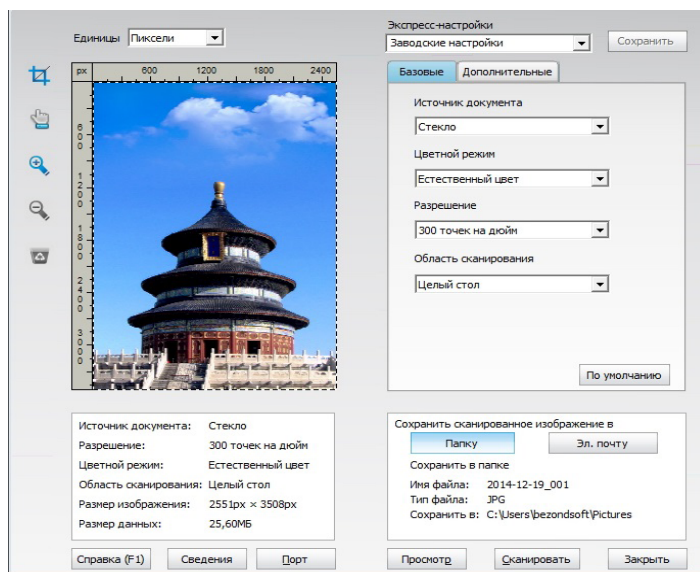 Экспресс-настройки
Единицы Пиксели
Заводские настройки Сохранить
px 600 1200 1800 2400
Базовые Дополнительные
Источник документа
Стекло
600
Цветной режим
Естественный цвет
1200
Разрешение
300 точек на дюйм
1800
Область сканирования
Целый стол
2400
3000
По умолчанию
Источник документа: Стекло
Разрешение: 300 точек на дюйм
Цветной режим: Естественный цвет
Область сканирования: Целый стол
Размер изображения: 2551px × 3508px
Размер данных: 25,60МБ
Сохранить сканированное изображение в
Папку Эл. почту
Сохранить в папке
Имя файла: 2014-12-19_001
Тип файла: JPG
Сохранить в: C:\Users\bezondsoft\Pictures
Справка (F1) Сведения Порт
Просмотр Сканировать Закрыть